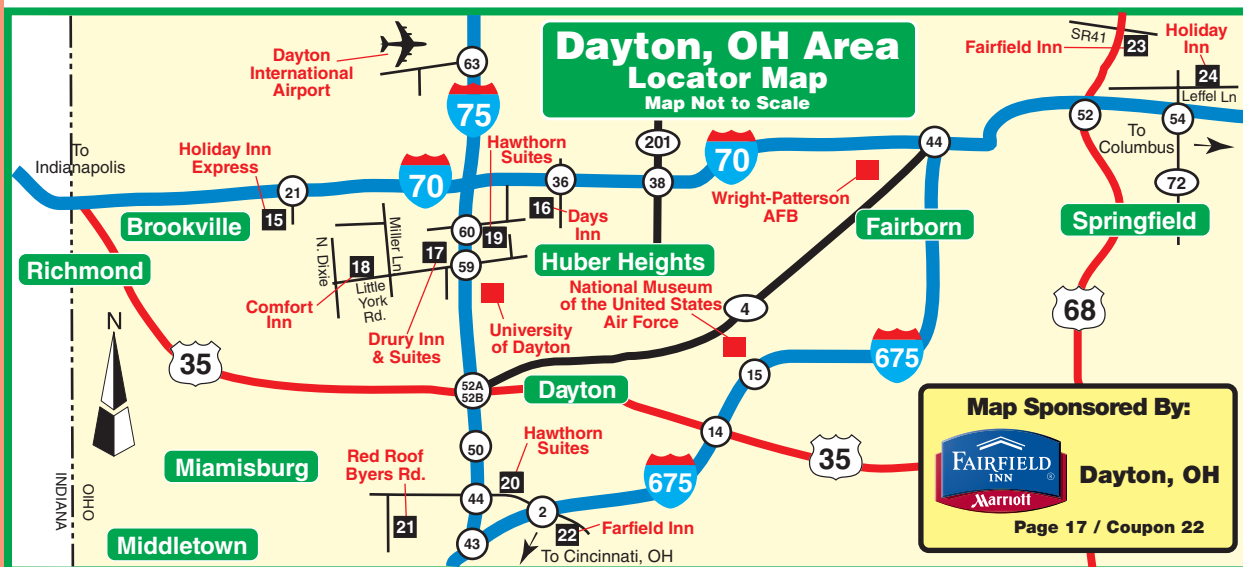 Dayton, OH Area
Locator Map
Map Not to Scale
Dayton
International
Airport
63
75
Fairfield Inn
SR41
23
Holiday
Inn
24
Leffel Ln
52
54
To
Columbus
72
To
Indianapolis
Holiday Inn
Express
15
21
70
Hawthorn
Suites
36
201
38
70
44
Wright-Patterson
AFB
16
Days
Inn
19
60
59
17
18
Miller Ln
N. Dixie
Little
York
Rd.
Brookville
Richmond
Huber Heights
Fairborn
Springfield
Comfort
Inn
Drury Inn
& Suites
University
of Dayton
National Museum
of the United States
Air Force
4
68
N
35
675
15
52A
52B
Dayton
14
35
50
Miamisburg
Red Roof
Byers Rd.
Hawthorn
Suites
20
675
44
2
21
22
Farfield Inn
43
To Cincinnati, OH
Middletown
INDIANA
OIHO
Map Sponsored By:
FAIRFIELD
INN
®
Marriott
Dayton, OH
Page 17 / Coupon 22